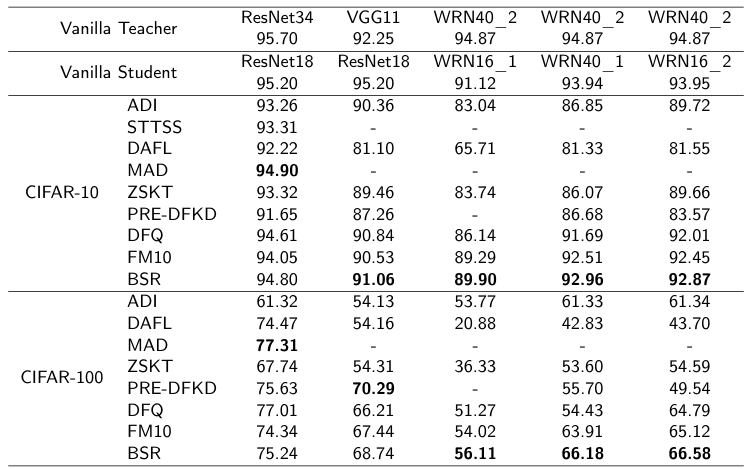 Vanilla Teacher ResNet34 VGG11 WRN40_2 WRN40_2 WRN40_2
95.70 92.25 94.87 94.87 94.87
Vanilla Student ResNet18 ResNet18 WRN16_1 WRN40_1 WRN16_2
95.20 95.20 91.12 93.94 93.95
ADI 93.26 90.36 83.04 86.85 89.72
STTSS 93.31 - - - -
DAFL 92.22 81.10 65.71 81.33 81.55
MAD 94.90 - - - -
CIFAR-10 ZSKT 93.32 89.46 83.74 86.07 89.66
PRE-DFKD 91.65 87.26 - 86.68 83.57
DFQ 94.61 90.84 86.14 91.69 92.01
FM10 94.05 90.53 89.29 92.51 92.45
BSR 94.80 91.06 89.90 92.96 92.87
ADI 61.32 54.13 53.77 61.33 61.34
DAFL 74.47 54.16 20.88 42.83 43.70
MAD 77.31 - - - -
CIFAR-100 ZSKT 67.74 54.31 36.33 53.60 54.59
PRE-DFKD 75.63 70.29 - 55.70 49.54
DFQ 77.01 66.21 51.27 54.43 64.79
FM10 74.34 67.44 54.02 63.91 65.12
BSR 75.24 68.74 56.11 66.18 66.58